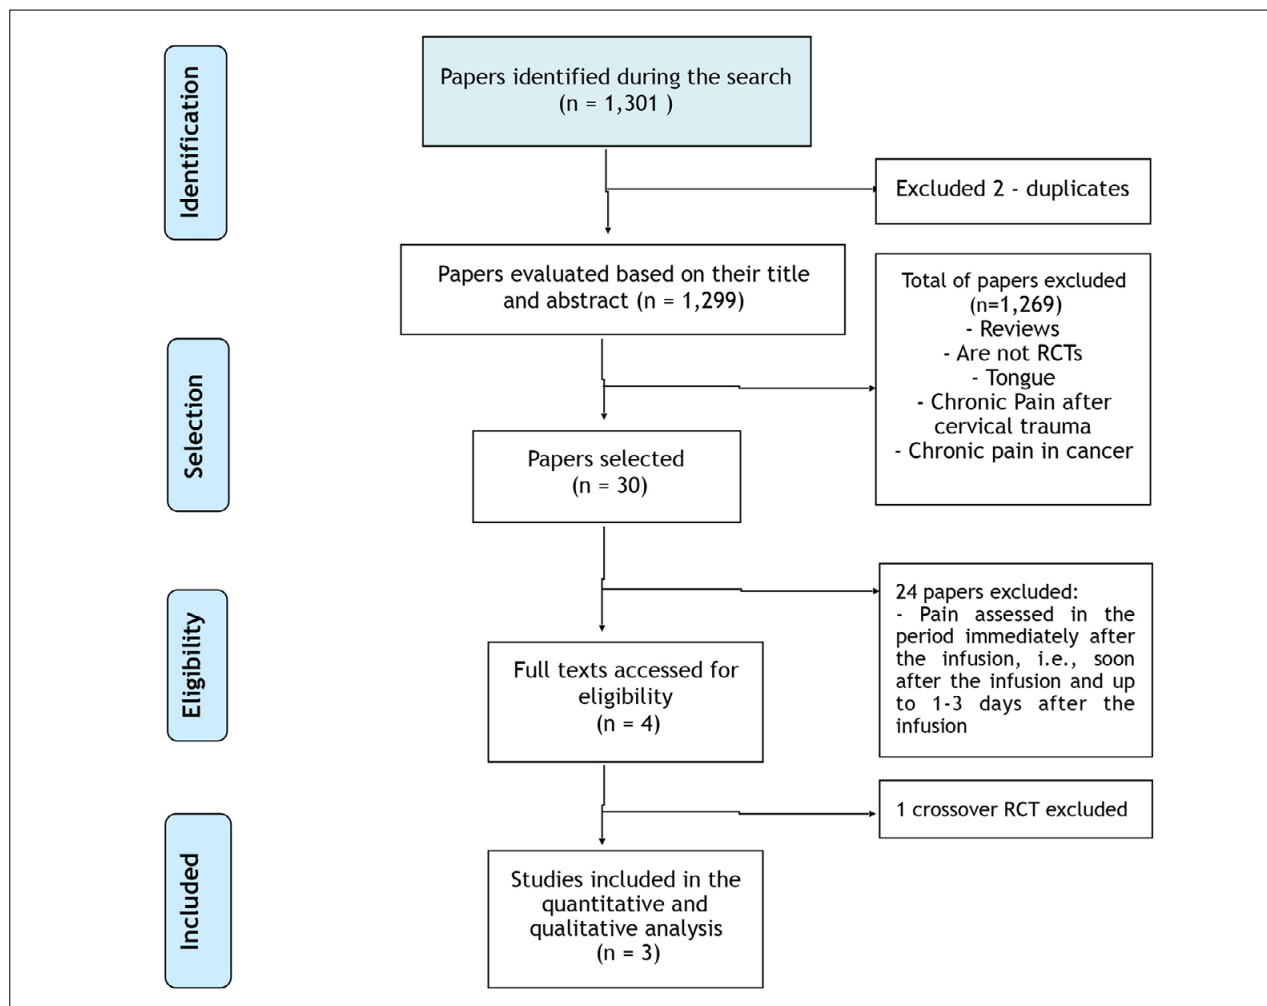 Identification
Papers identified during the search
(n = 1,301 )
Excluded 2 - duplicates
Papers evaluated based on their title
and abstract (n = 1,299)
Selection
Total of papers excluded
(n=1,269)
- Reviews
- Are not RCTs
- Tongue
- Chronic Pain after
cervical trauma
- Chronic pain in cancer
Papers selected
(n = 30)
Eligibility
24 papers excluded:
- Pain assessed in the
period immediately after
the infusion, i.e., soon
after the infusion and up
to 1-3 days after the
infusion
Full texts accessed for
eligibility
(n = 4)
1 crossover RCT excluded
Included
Studies included in the
quantitative and
qualitative analysis
(n = 3)